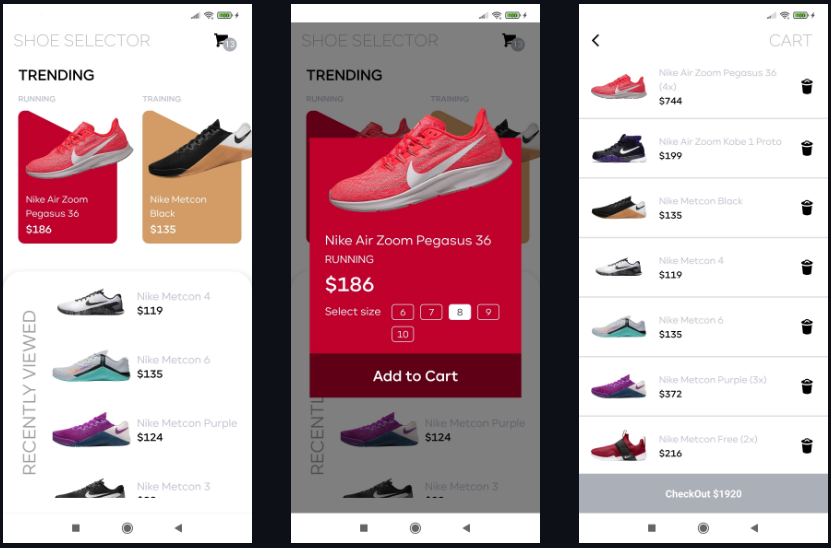 SHOE SELECTOR
13
TRENDING
RUNNING
TRAINING
Nike Air Zoom
Pegasus 36
$186
Nike Metcon
Black
$135
RECENTLY VIEWED
Nike Metcon 4
$119
Nike Metcon 6
$135
Nike Metcon Purple
$124
Nike Metcon 3
SHOE SELECTOR
13
TRENDING
RUNNING
TRAINING
Nike Air Zoom Pegasus 36
RUNNING
$186
Select size
6
7
8
9
10
Add to Cart
RECENTL
Nike Metcon Purple
$124
Nike Metcon 3
CART
Nike Air Zoom Pegasus 36
(4x)
$744
Nike Air Zoom Kobe 1 Proto
$199
Nike Metcon Black
$135
Nike Metcon 4
$119
Nike Metcon 6
$135
Nike Metcon Purple (3x)
$372
Nike Metcon Free (2x)
$216
CheckOut $1920